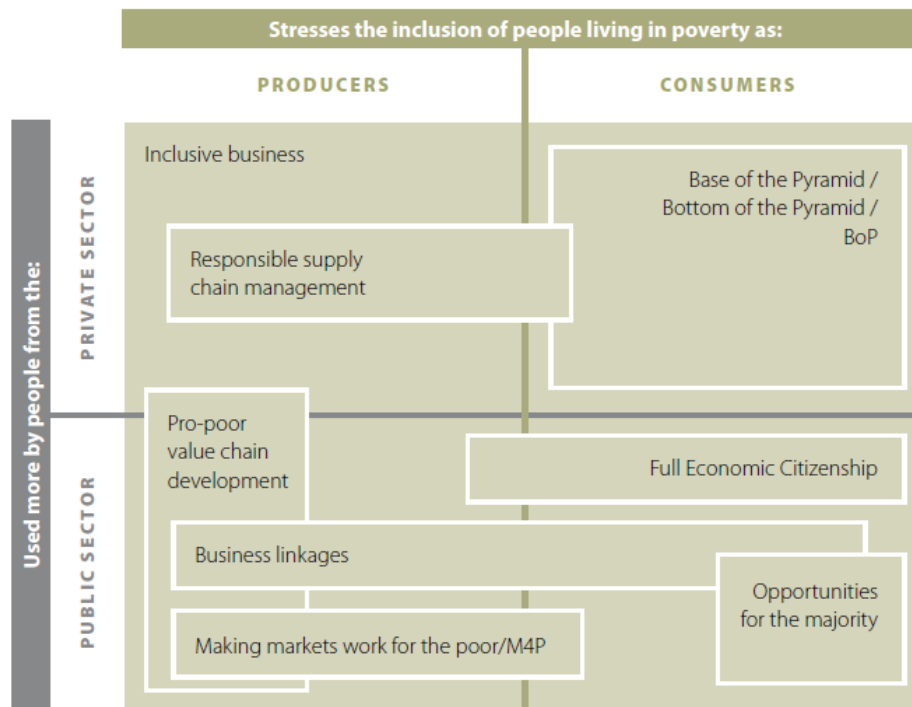 Stresses the inclusion of people living in poverty as:
PRODUCERS
CONSUMERS
Used more by people from the:
PRIVATE SECTOR
PUBLIC SECTOR
Inclusive business
Base of the Pyramid /
Bottom of the Pyramid /
BoP
Responsible supply
chain management
Pro-poor
value chain
development
Full Economic Citizenship
Business linkages
Opportunities
for the majority
Making markets work for the poor/M4P